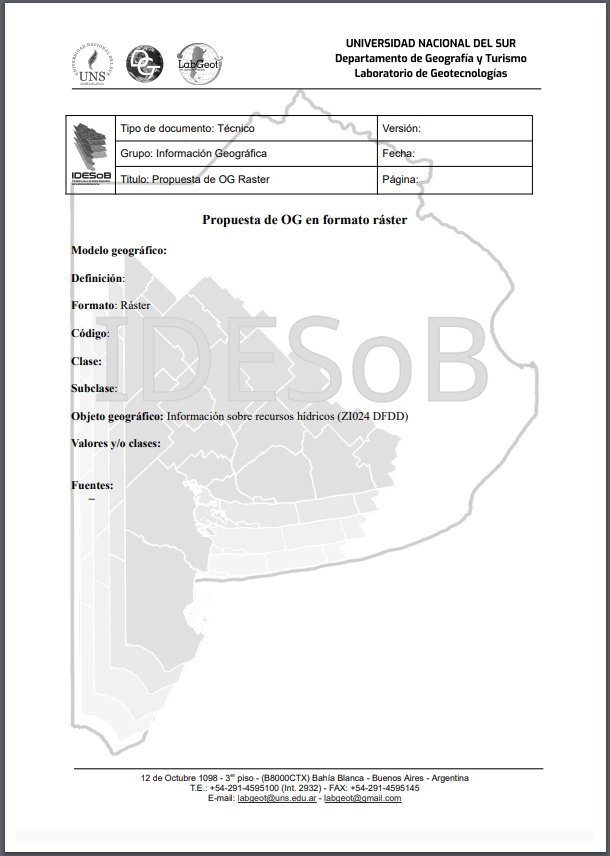 UNIVERSIDAD NACIONAL DEL SUR
Departamento de Geografía y Turismo
Laboratorio de Geotecnologías
UNS
DGT
LabGeot
Tipo de documento: Técnico
Versión:
Grupo: Información Geográfica
Fecha:
IDESoB
Titulo: Propuesta de OG Raster
Página:
Propuesta de OG en formato ráster
Modelo geográfico:
Definición:
Formato: Ráster
Código:
IDESoB
Clase:
Subclase:
Objeto geográfico: Información sobre recursos hídricos (ZI024 DFDD)
Valores y/o clases:
Fuentes:
–
12 de Octubre 1098 - 3er piso - (B8000CTX) Bahía Blanca - Buenos Aires - Argentina
T.E.: +54-291-4595100 (Int. 2932) - FAX: +54-291-4595145
E-mail: labgeot@uns.edu.ar - labgeot@gmail.com